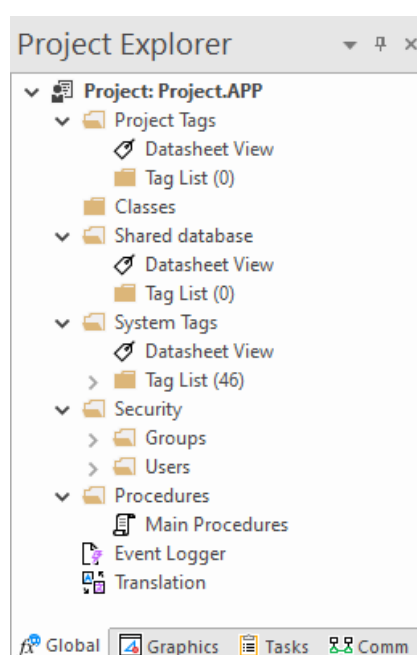 Project Explorer
Project: Project.APP
Project Tags
Datasheet View
Tag List (0)
Classes
Shared database
Datasheet View
Tag List (0)
System Tags
Datasheet View
Tag List (46)
Security
Groups
Users
Procedures
Main Procedures
Event Logger
Translation
Global Graphics Tasks Comm